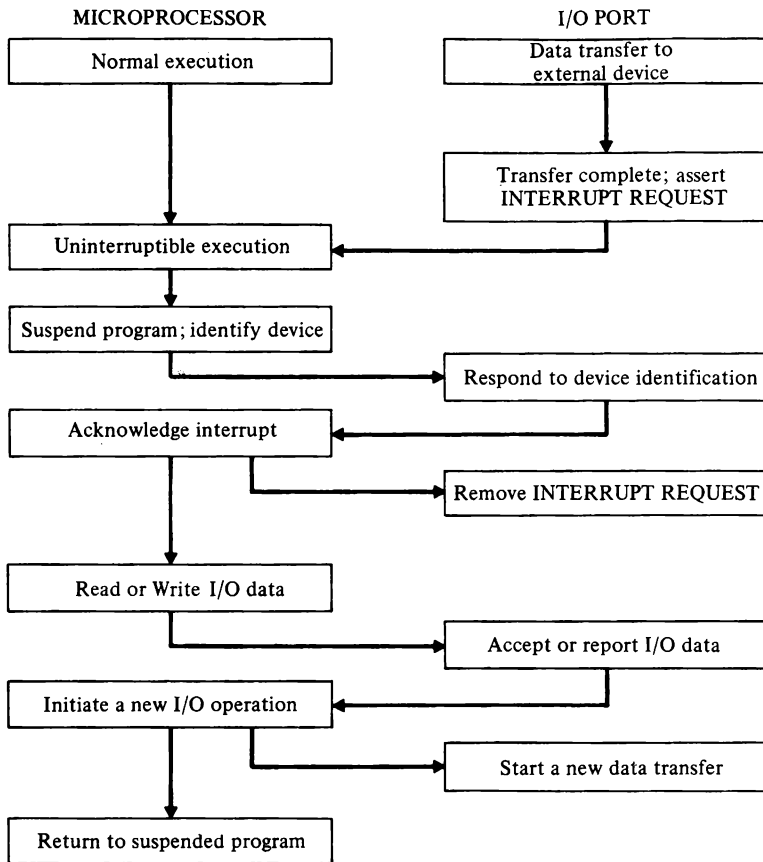 MICROPROCESSOR
I/O PORT
Normal execution
Data transfer to
external device
Transfer complete; assert
INTERRUPT REQUEST
Uninterruptible execution
Suspend program; identify device
Respond to device identification
Acknowledge interrupt
Remove INTERRUPT REQUEST
Read or Write I/O data
Accept or report I/O data
Initiate a new I/O operation
Start a new data transfer
Return to suspended program